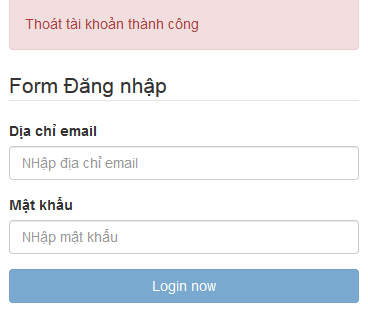 Thoát tài khoản thành công
Form Đăng nhập
Dịa chỉ email
NHập địa chỉ email
Mật khẩu
NHập mật khẩu
Login now